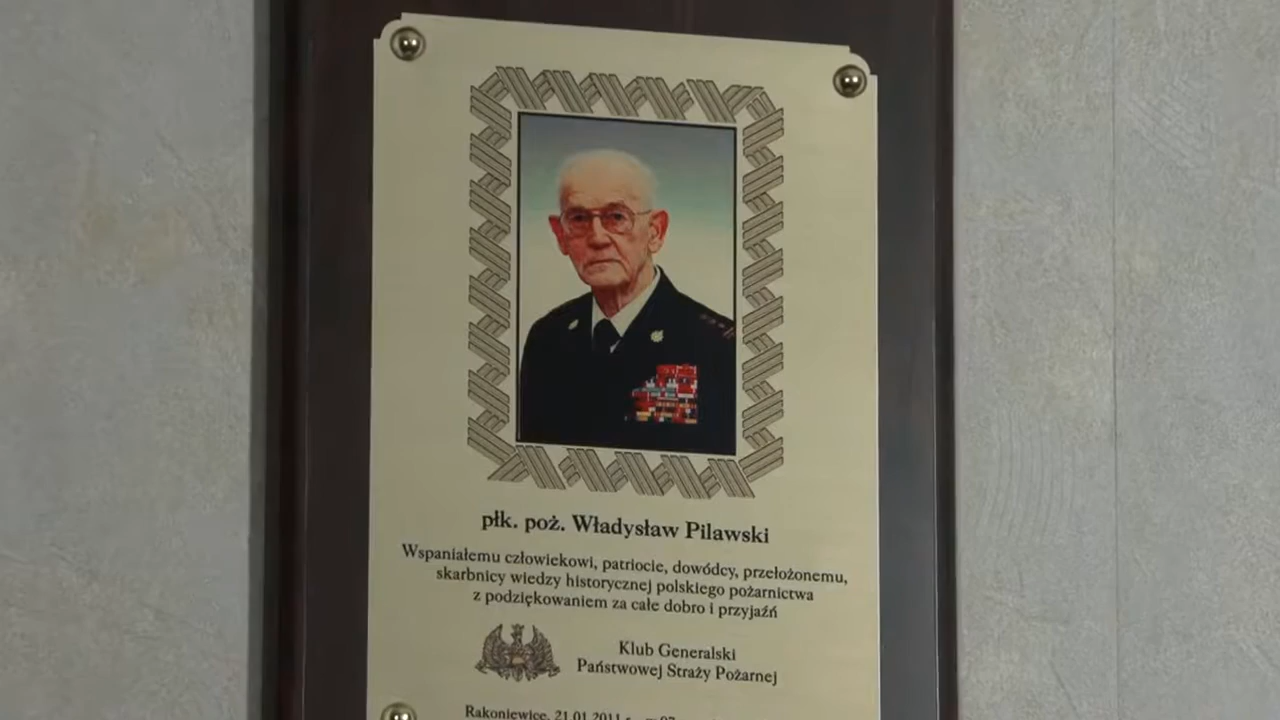 płk. poż. Władysław Pilawski
Wspaniałemu człowiekowi, patriocie, dowódcy, przełożonemu,
skarbnicy wiedzy historycznej polskiego pożarnictwa
z podziękowaniem za całe dobro i przyjaźń
Klub Generalski
Państwowej Straży Pożarnej
Rakoniewice, 21.01.2011 r.